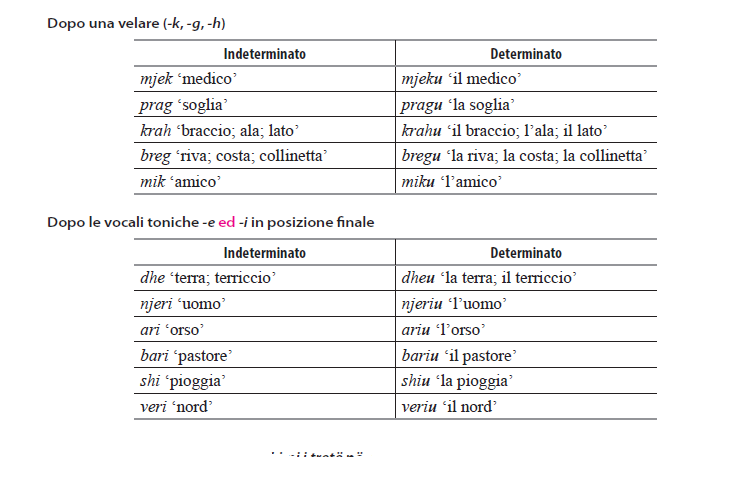 Dopo una velare (-k, -g, -h)
Indeterminato Determinato
mjek ‘medico’ mjeku ‘il medico’
prag ‘soglia’ pragu ‘la soglia’
krah ‘braccio; ala; lato’ krahu ‘il braccio; l’ala; il lato’
breg ‘riva; costa; collinetta’ bregu ‘la riva; la costa; la collinetta’
mik ‘amico’ miku ‘l’amico’
Dopo le vocali toniche -e ed -i in posizione finale
Indeterminato Determinato
dhe ‘terra; terriccio’ dheu ‘la terra; il terriccio’
njeri ‘uomo’ njeriu ‘l’uomo’
ari ‘orso’ ariu ‘l’orso’
bari ‘pastore’ bariu ‘il pastore’
shi ‘pioggia’ shiu ‘la pioggia’
veri ‘nord’ veriu ‘il nord’